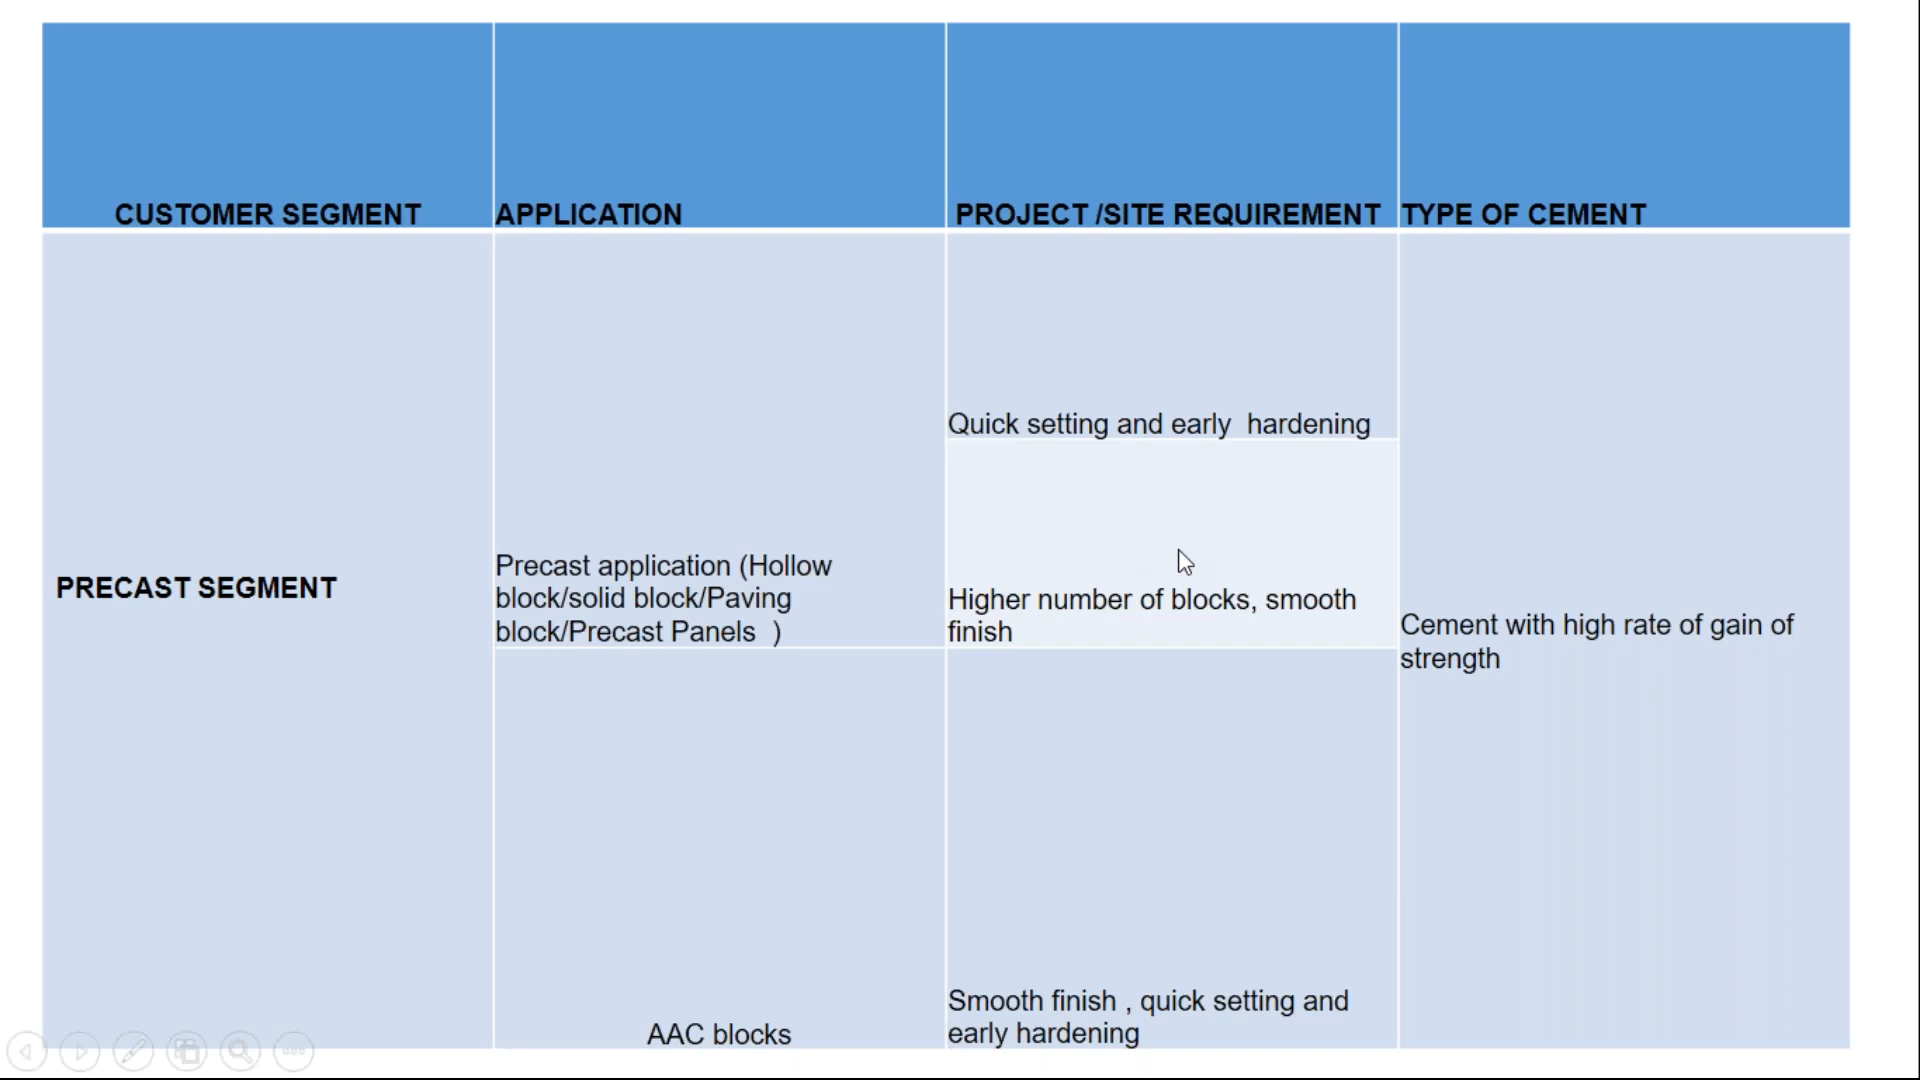 CUSTOMER SEGMENT
APPLICATION
PROJECT /SITE REQUIREMENT
TYPE OF CEMENT
PRECAST SEGMENT
Precast application (Hollow
block/solid block/Paving
block/Precast Panels  )
Quick setting and early  hardening
Higher number of blocks, smooth
finish
Cement with high rate of gain of
strength
AAC blocks
Smooth finish , quick setting and
early hardening